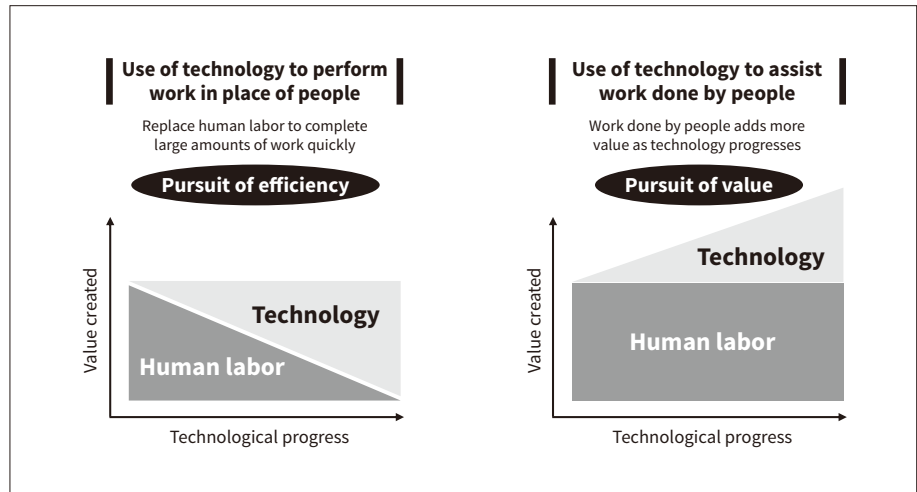 Use of technology to perform
work in place of people
Replace human labor to complete
large amounts of work quickly
Pursuit of efficiency
Value created
Technology
Human labor
Technological progress
Use of technology to assist
work done by people
Work done by people adds more
value as technology progresses
Pursuit of value
Value created
Technology
Human labor
Technological progress